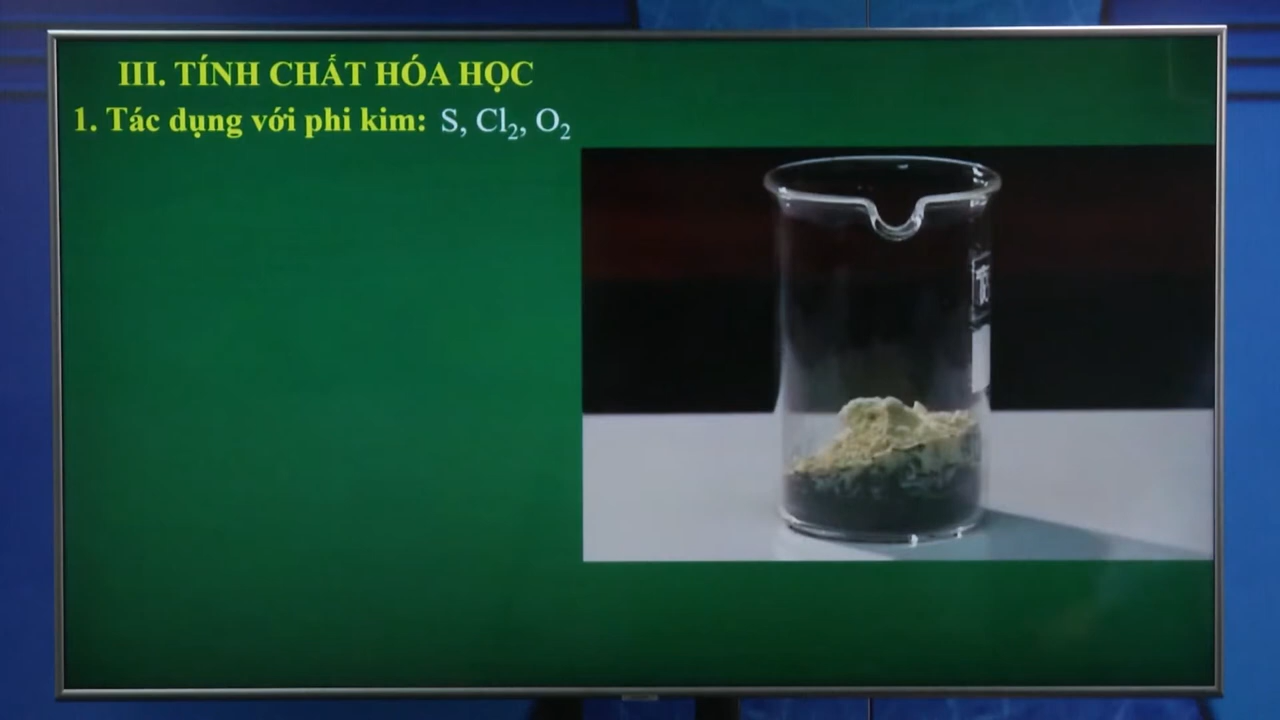 III. TÍNH CHẤT HÓA HỌC
1. Tác dụng với phi kim: S, Cl₂, O₂